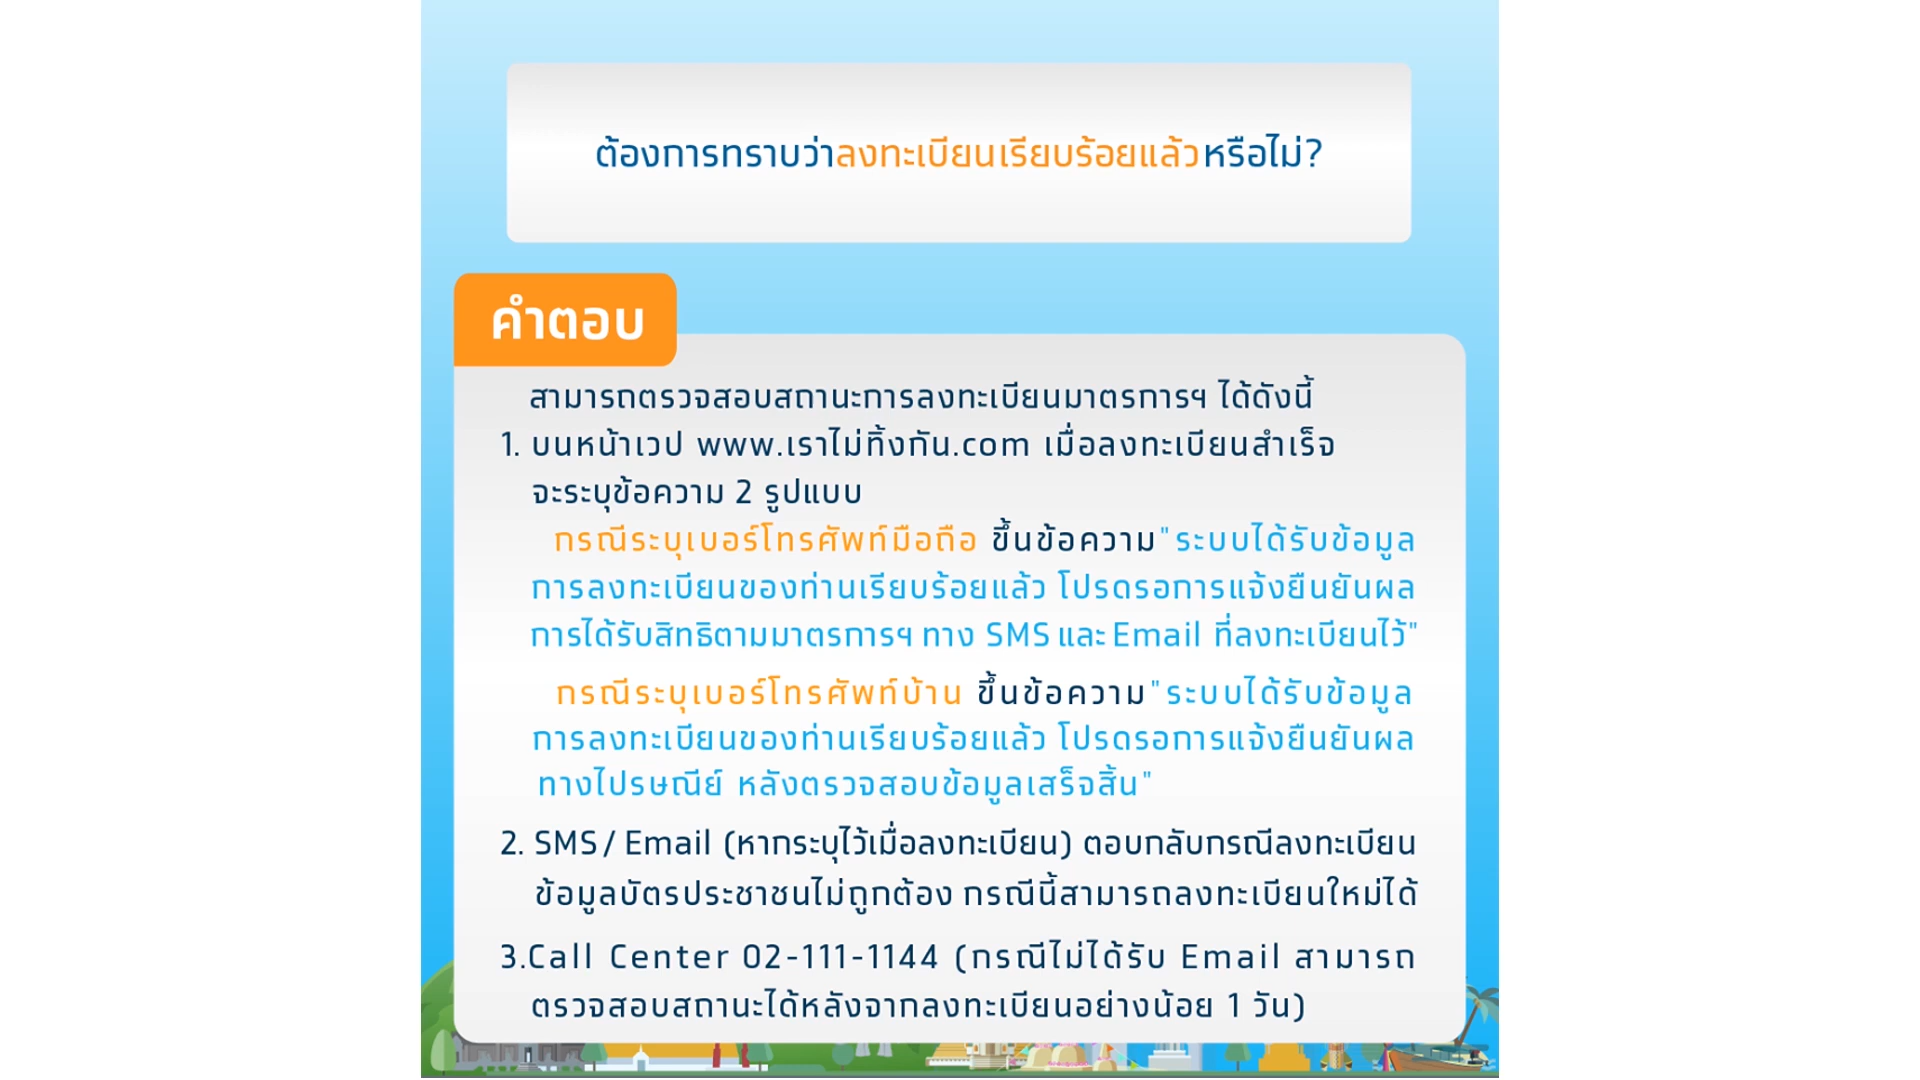 ต้องการทราบว่าลงทะเบียนเรียบร้อยแล้วหรือไม่?
คำตอบ
สามารถตรวจสอบสถานะการลงทะเบียนมาตรการฯ ได้ดังนี้
1. บนหน้าเวป www.เราไม่ทิ้งกัน.com เมื่อลงทะเบียนสำเร็จ
จะระบุข้อความ 2 รูปแบบ
กรณีระบุเบอร์โทรศัพท์มือถือ ขึ้นข้อความ"ระบบได้รับข้อมูล
การลงทะเบียนของท่านเรียบร้อยแล้ว โปรดรอการแจ้งยืนยันผล
การได้รับสิทธิตามมาตรการฯ ทาง SMS และ Email ที่ลงทะเบียนไว้"
กรณีระบุเบอร์โทรศัพท์บ้าน ขึ้นข้อความ"ระบบได้รับข้อมูล
การลงทะเบียนของท่านเรียบร้อยแล้ว โปรดรอการแจ้งยืนยันผล
ทางไปรษณีย์ หลังตรวจสอบข้อมูลเสร็จสิ้น"
2. SMS/ Email (หากระบุไว้เมื่อลงทะเบียน) ตอบกลับกรณีลงทะเบียน
ข้อมูลบัตรประชาชนไม่ถูกต้อง กรณีนี้สามารถลงทะเบียนใหม่ได้
3.Call Center 02-111-1144 (กรณีไม่ได้รับ Email สามารถ
ตรวจสอบสถานะได้หลังจากลงทะเบียนอย่างน้อย 1 วัน)